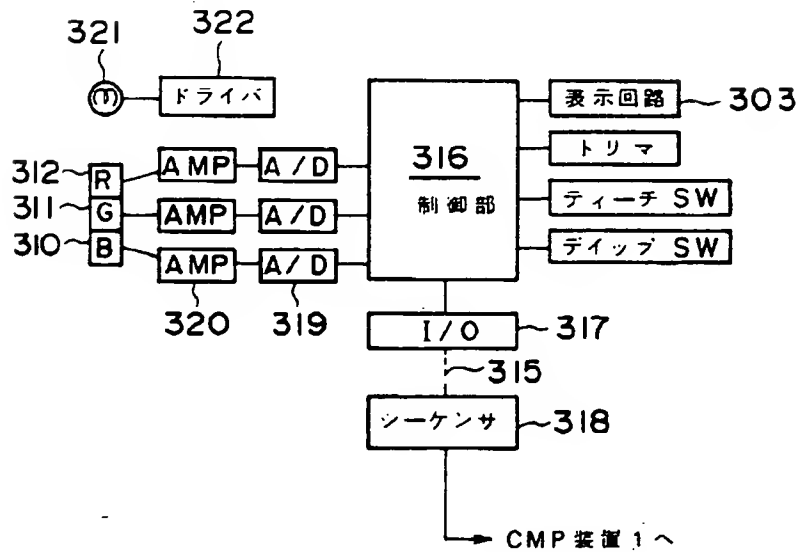 321
322
ドライバ
表示回路
303
316
制御部
トリマ
312
R
AMP
A/D
311
G
AMP
A/D
ティーチ SW
310
B
AMP
A/D
デイップ SW
320
319
I/O
317
315
シーケンサ
318
CMP装置1へ